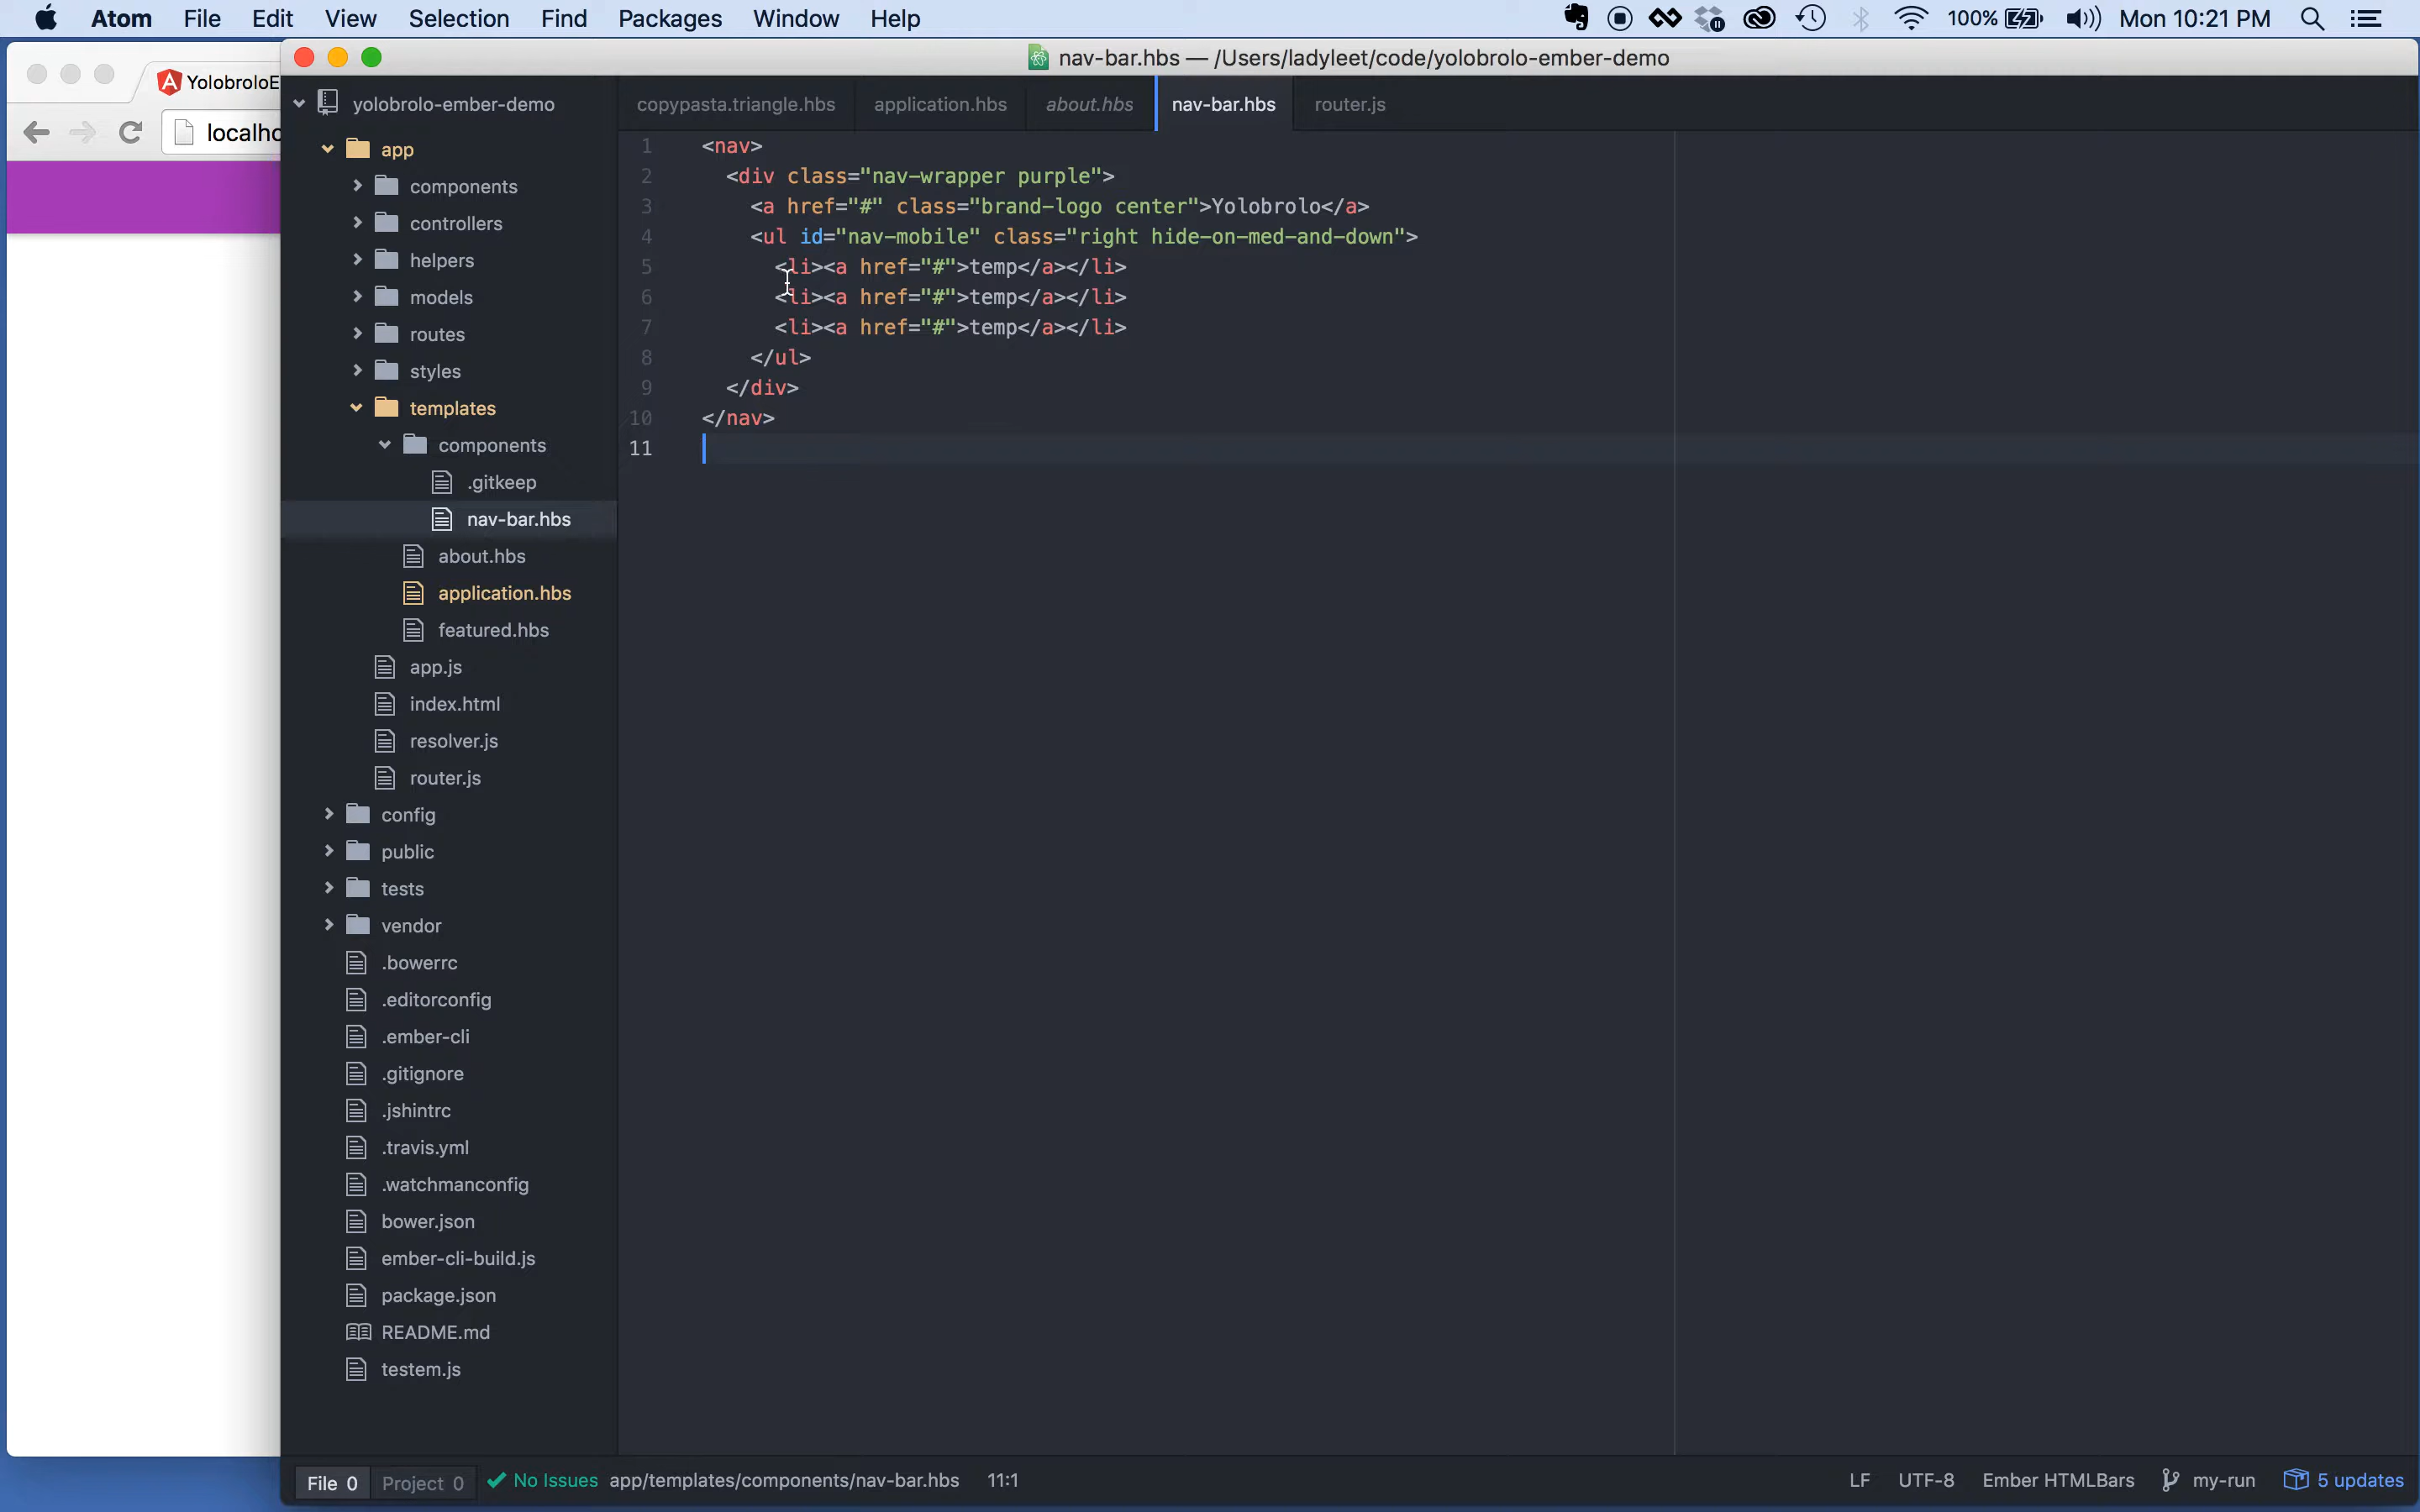 Atom File Edit View Selection Find Packages Window Help 100% Mon 10:21 PM
YolobroloE
localho
nav-bar.hbs — /Users/ladyleet/code/yolobrolo-ember-demo
yolobrolo-ember-demo
app
components
controllers
helpers
models
routes
styles
templates
components
.gitkeep
nav-bar.hbs
about.hbs
application.hbs
featured.hbs
app.js
index.html
resolver.js
router.js
config
public
tests
vendor
.bowerrc
.editorconfig
.ember-cli
.gitignore
.jshintrc
.travis.yml
.watchmanconfig
bower.json
ember-cli-build.js
package.json
README.md
testem.js
copypasta.triangle.hbs application.hbs about.hbs nav-bar.hbs router.js
1 <nav>
2 <div class="nav-wrapper purple">
3 <a href="#" class="brand-logo center">Yolobrolo</a>
4 <ul id="nav-mobile" class="right hide-on-med-and-down">
5 <li><a href="#">temp</a></li>
6 <li><a href="#">temp</a></li>
7 <li><a href="#">temp</a></li>
8 </ul>
9 </div>
10 </nav>
11
File 0 Project 0 No Issues app/templates/components/nav-bar.hbs 11:1 LF UTF-8 Ember HTMLBars my-run 5 updates